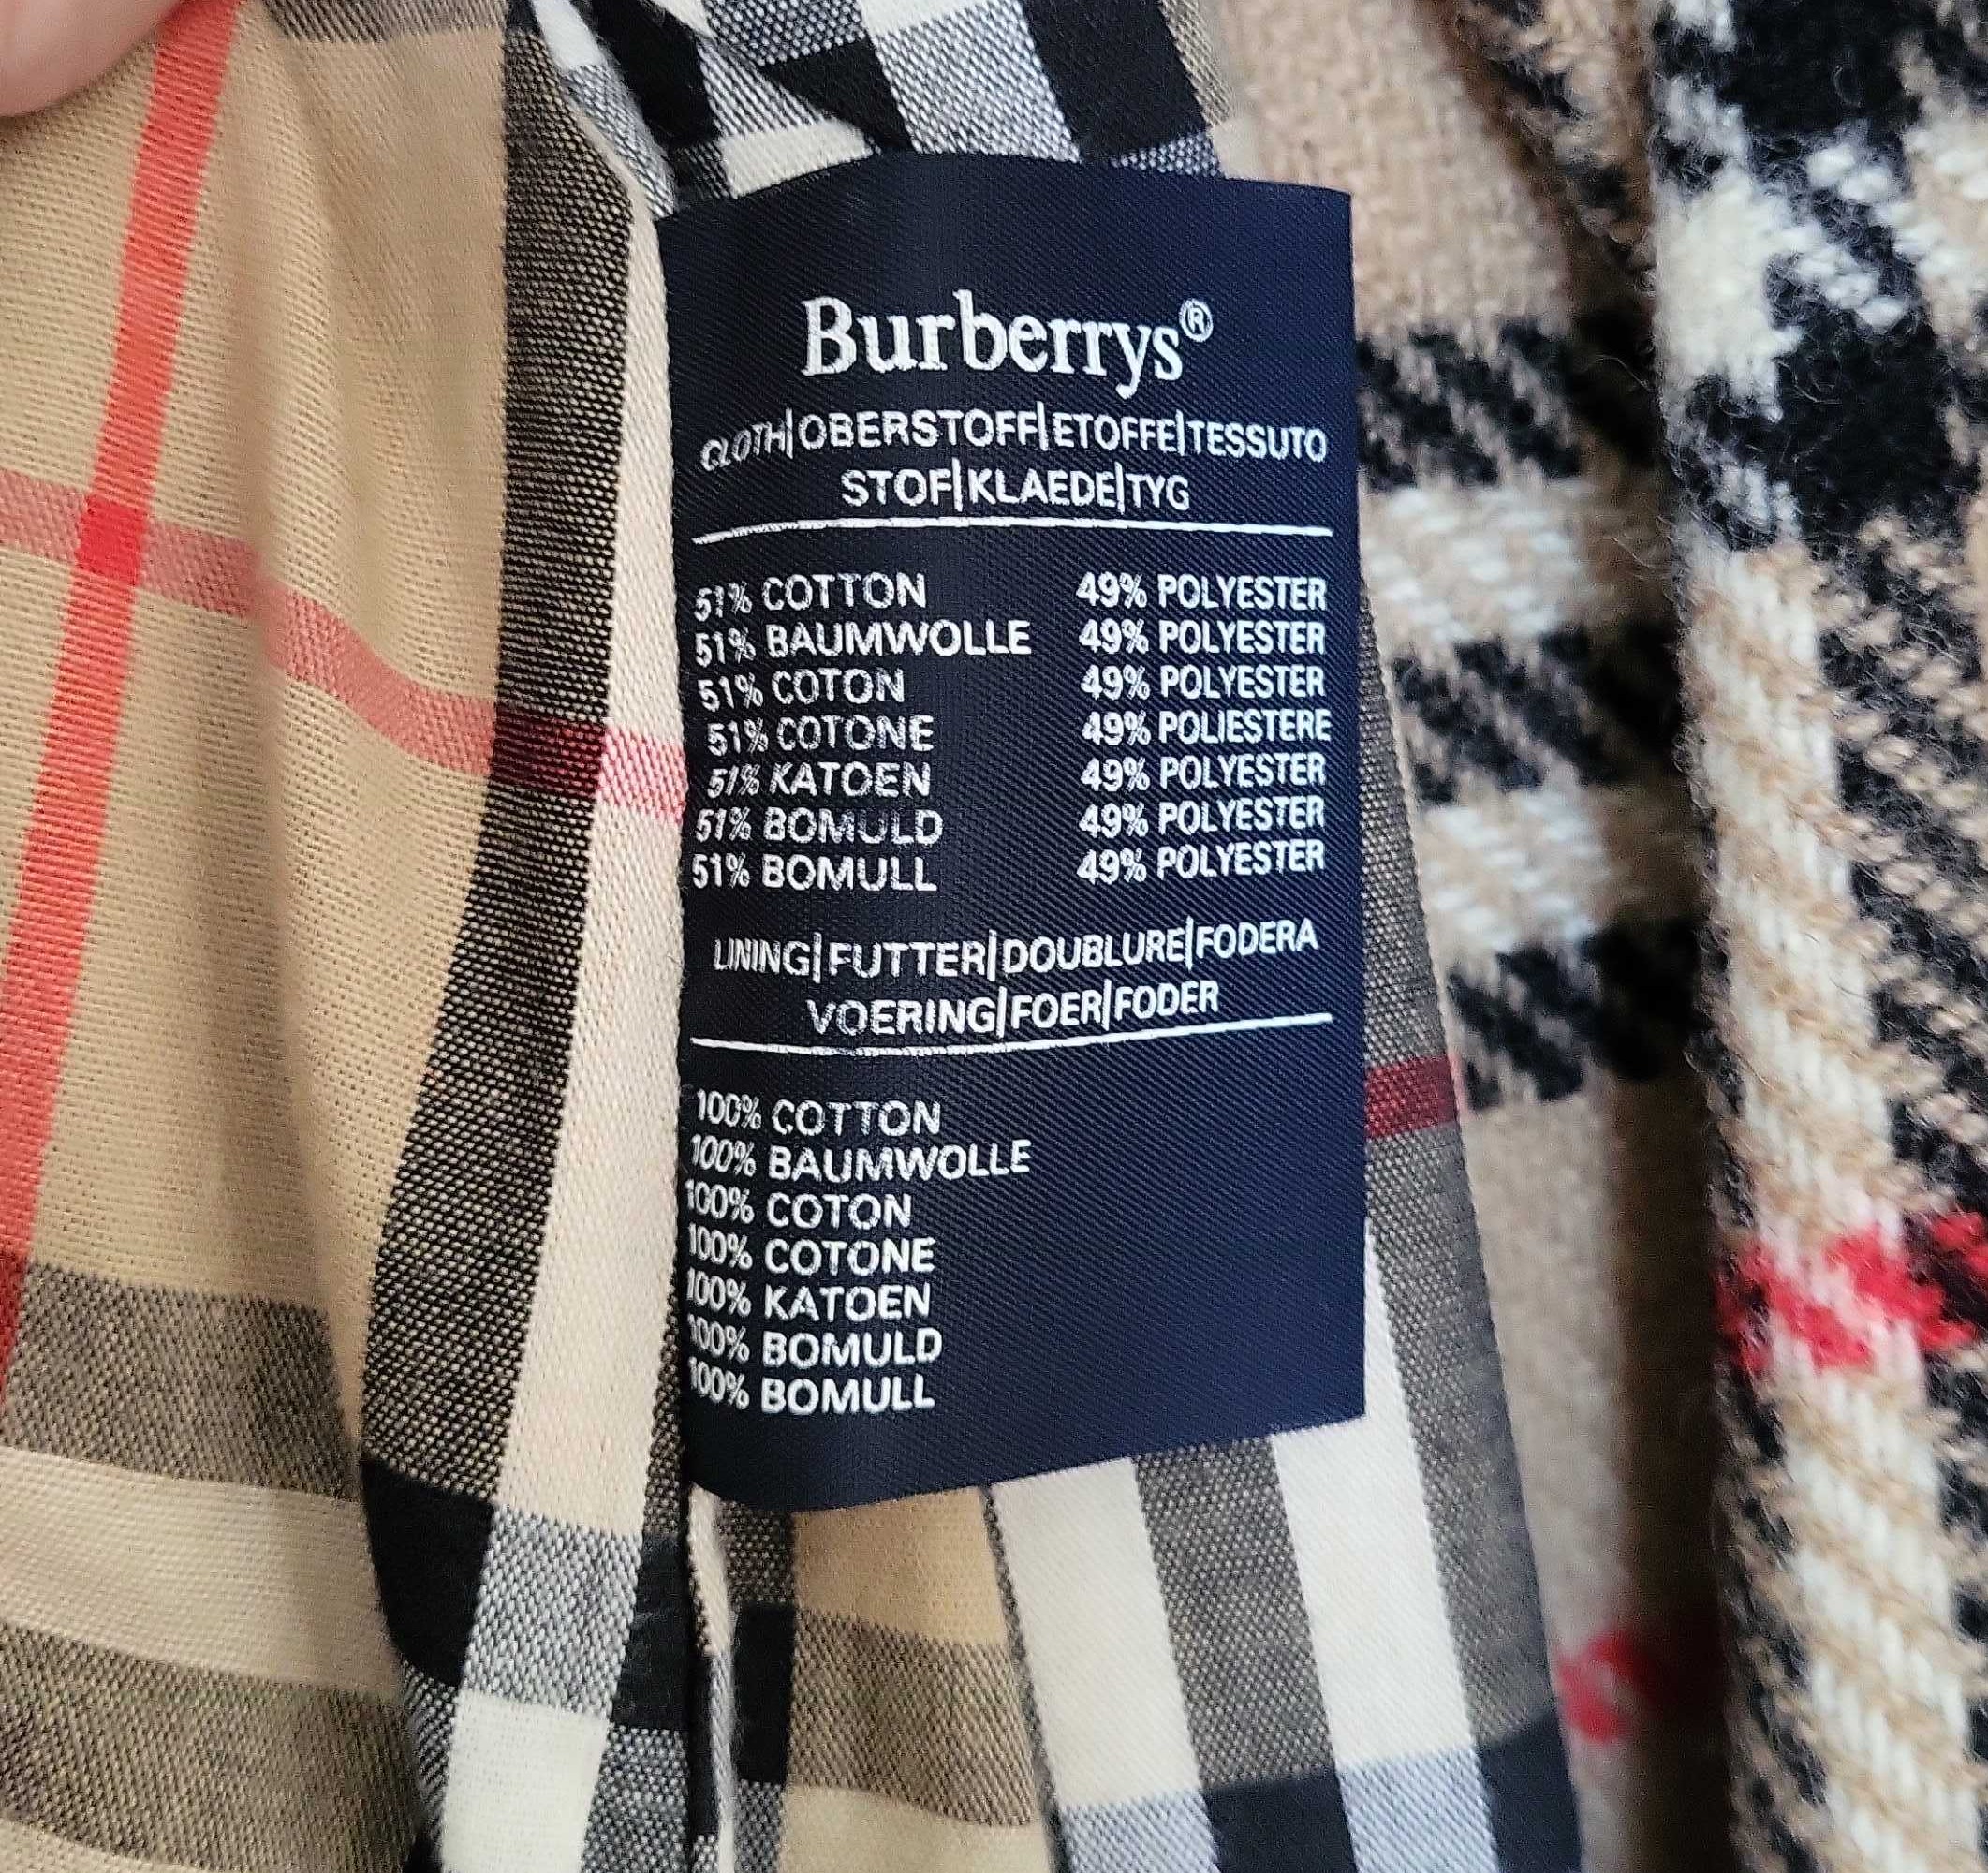 Burberrys®
CLOTH|OBERSTOFF|ETOFFE|TESSUTO
STOF|KLAEDE|TYG
51% COTTON 49% POLYESTER
51% BAUMWOLLE 49% POLYESTER
51% COTON 49% POLYESTER
51% COTONE 49% POLIESTERE
51% KATOEN 49% POLYESTER
51% BOMULD 49% POLYESTER
51% BOMULL 49% POLYESTER
LINING|FUTTER|DOUBLURE|FODERA
VOERING|FOER|FODER
100% COTTON
100% BAUMWOLLE
100% COTON
100% COTONE
100% KATOEN
100% BOMULD
100% BOMULL